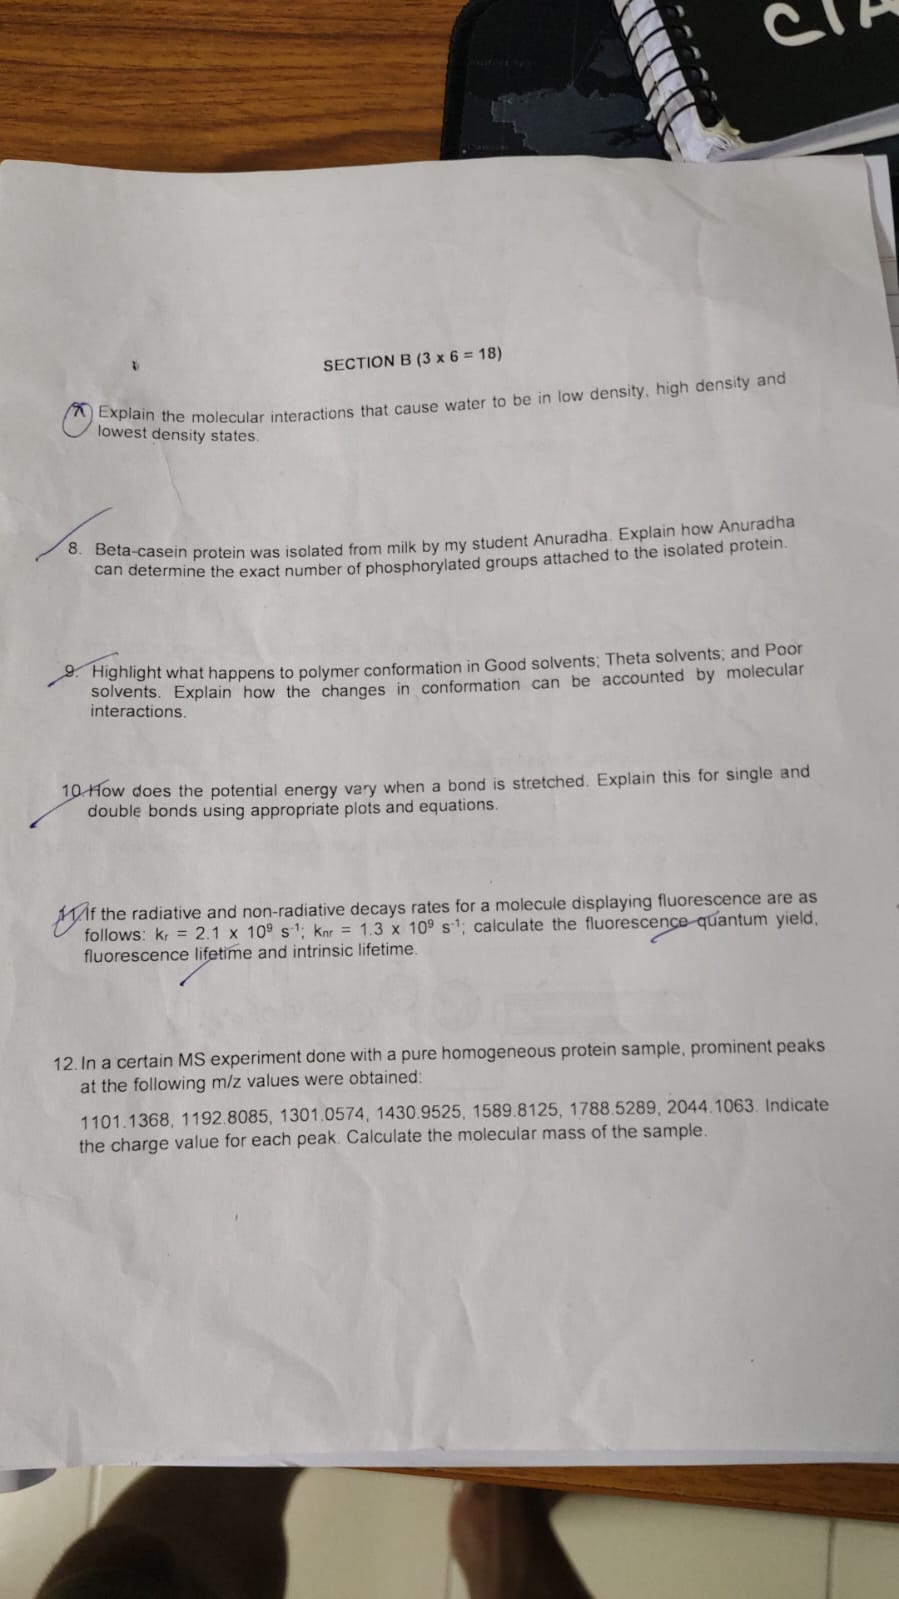 CIA
SECTION B (3 x 6 = 18)
7. Explain the molecular interactions that cause water to be in low density, high density and
lowest density states.
8. Beta-casein protein was isolated from milk by my student Anuradha. Explain how Anuradha
can determine the exact number of phosphorylated groups attached to the isolated protein.
9. Highlight what happens to polymer conformation in Good solvents; Theta solvents; and Poor
solvents. Explain how the changes in conformation can be accounted by molecular
interactions.
10. How does the potential energy vary when a bond is stretched. Explain this for single and
double bonds using appropriate plots and equations.
11. If the radiative and non-radiative decays rates for a molecule displaying fluorescence are as
follows: kᵣ = 2.1 x 10⁹ s⁻¹; kₙᵣ = 1.3 x 10⁹ s⁻¹; calculate the fluorescence quantum yield,
fluorescence lifetime and intrinsic lifetime.
12. In a certain MS experiment done with a pure homogeneous protein sample, prominent peaks
at the following m/z values were obtained:
1101.1368, 1192.8085, 1301.0574, 1430.9525, 1589.8125, 1788.5289, 2044.1063. Indicate
the charge value for each peak. Calculate the molecular mass of the sample.